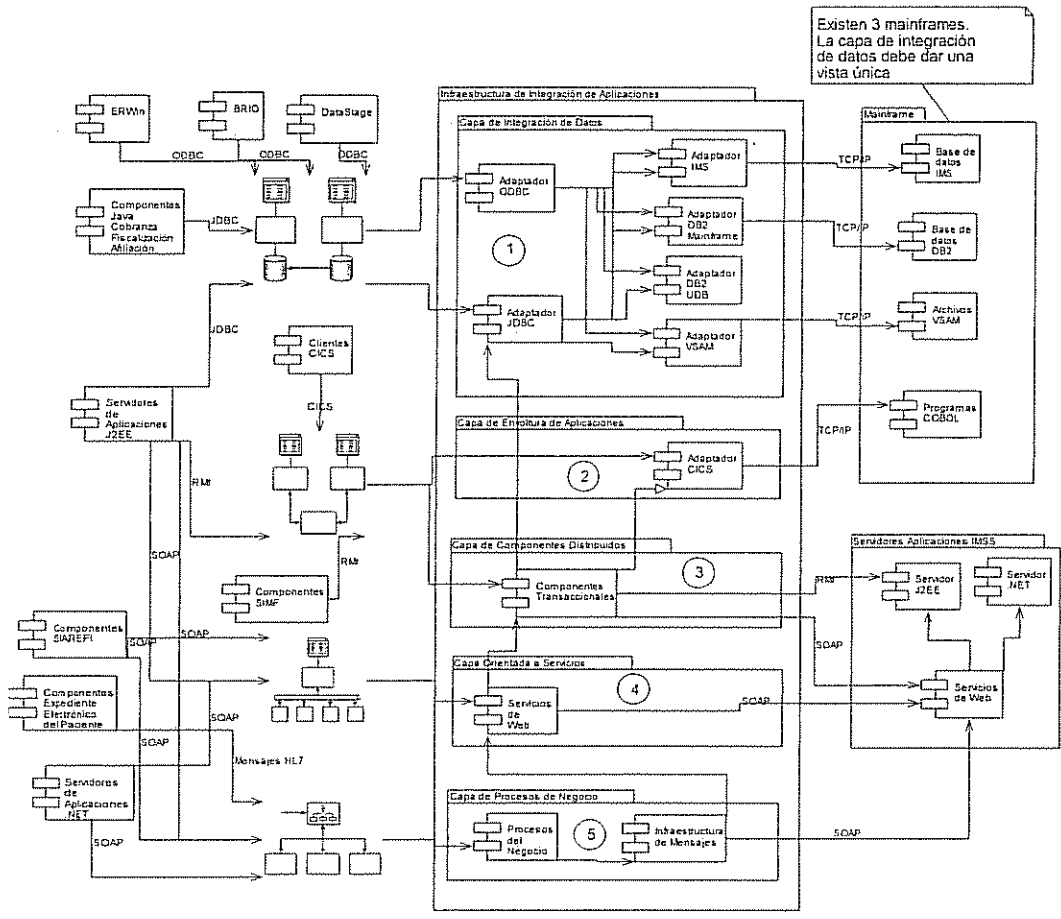 Existen 3 mainframes.
La capa de integración
de datos debe dar una
vista única
ERWin
BRIO
DataStage
ODBC
ODBC
ODBC
Componentes
Java
Cobranza
Fiscalización
Afiliación
JDBC
JDBC
Clientes
CICS
CICS
Servidores
de
Aplicaciones
J2EE
RMI
SOAP
RMI
Componentes
SIMF
Componentes
SIAREFI
SOAP
SOAP
Componentes
Expediente
Electrónico
del Paciente
SOAP
SOAP
Mensajes HL7
Servidores
de
Aplicaciones
.NET
SOAP
Infraestructura de Integración de Aplicaciones
Capa de Integración de Datos
Adaptador
ODBC
Adaptador
IMS
1
Adaptador
DB2
Mainframe
Adaptador
DB2
UDB
Adaptador
JDBC
Adaptador
VSAM
Capa de Envoltura de Aplicaciones
2
Adaptador
CICS
Capa de Componentes Distribuidos
3
Componentes
Transaccionales
Capa Orientada a Servicios
4
Servicios
de
Web
SOAP
Capa de Procesos de Negocio
Procesos
del
Negocio
5
Infraestructura
de Mensajes
Mainframe
TCP/IP
Base de
datos
IMS
TCP/IP
Base de
datos
DB2
TCP/IP
Archivos
VSAM
TCP/IP
Programas
COBOL
Servidores Aplicaciones IMSS
RMI
Servidor
J2EE
Servidor
.NET
SOAP
Servicios
de Web
SOAP